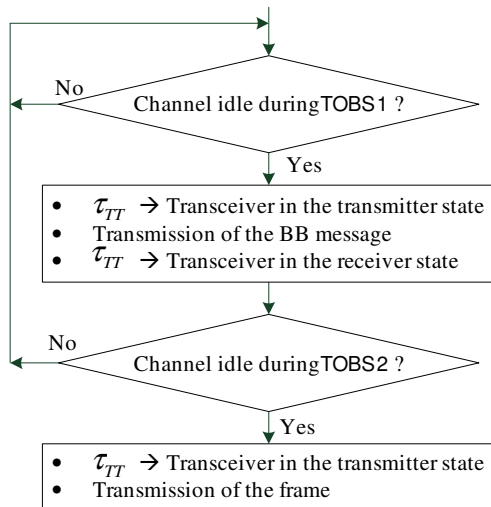 No
Channel idle duringTOBS1 ?
Yes
• τTT → Transceiver in the transmitter state
• Transmission of the BB message
• τTT → Transceiver in the receiver state
No
Channel idle duringTOBS2 ?
Yes
• τTT → Transceiver in the transmitter state
• Transmission of the frame